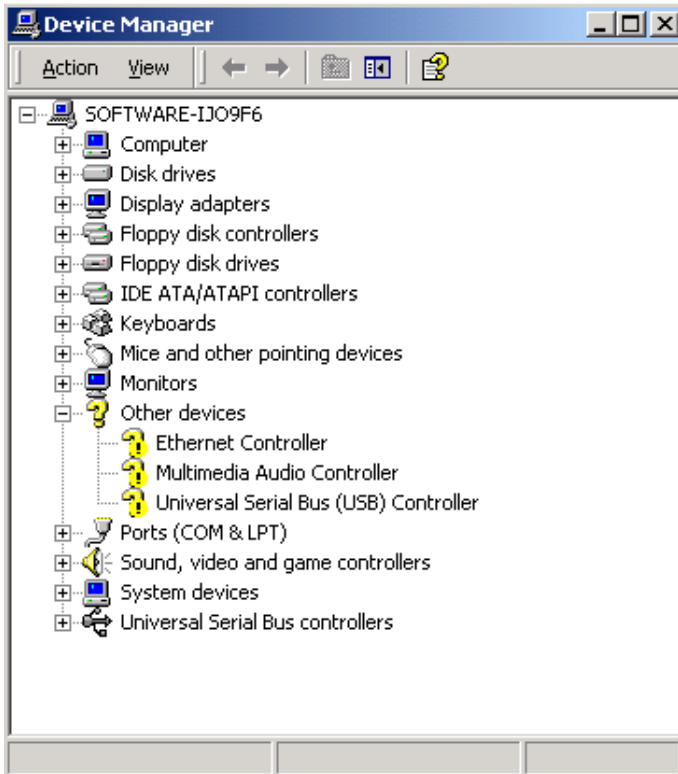 Device Manager
Action View
SOFTWARE-IJO9F6
Computer
Disk drives
Display adapters
Floppy disk controllers
Floppy disk drives
IDE ATA/ATAPI controllers
Keyboards
Mice and other pointing devices
Monitors
Other devices
Ethernet Controller
Multimedia Audio Controller
Universal Serial Bus (USB) Controller
Ports (COM & LPT)
Sound, video and game controllers
System devices
Universal Serial Bus controllers